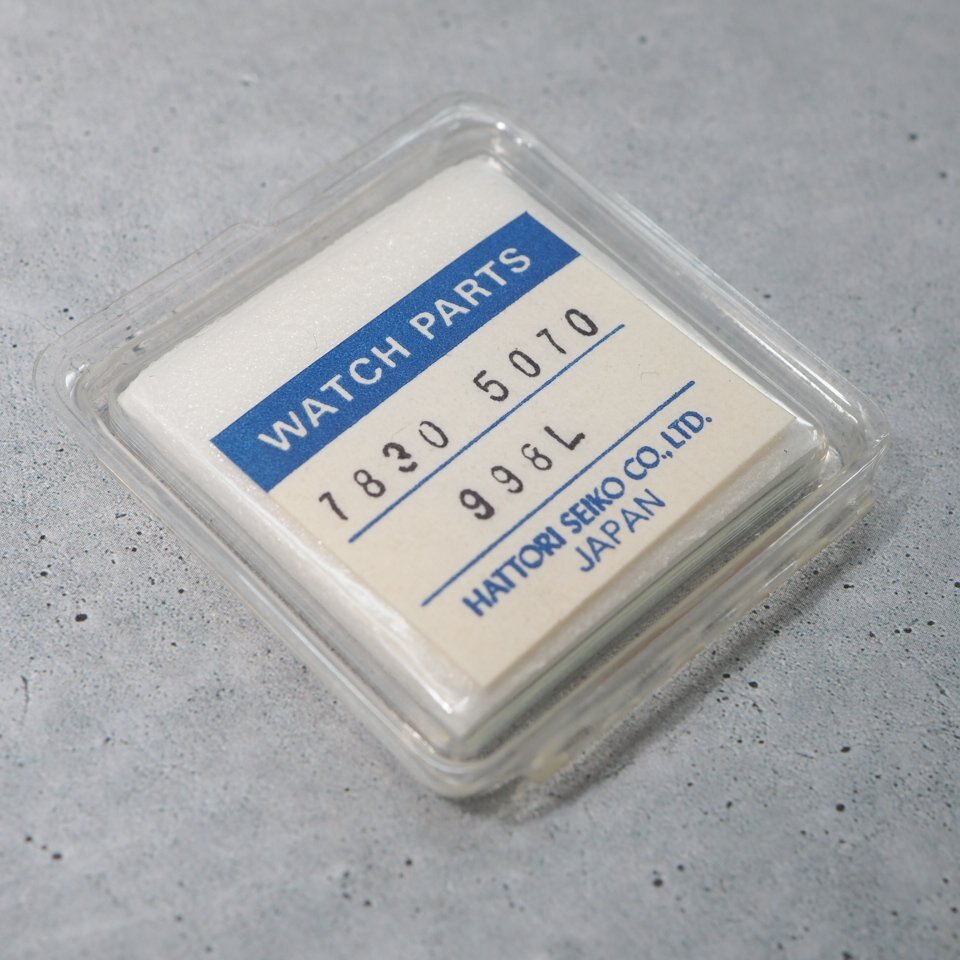 WATCH PARTS
7830 5070
998L
HATTORI SEIKO CO.,LTD.
JAPAN